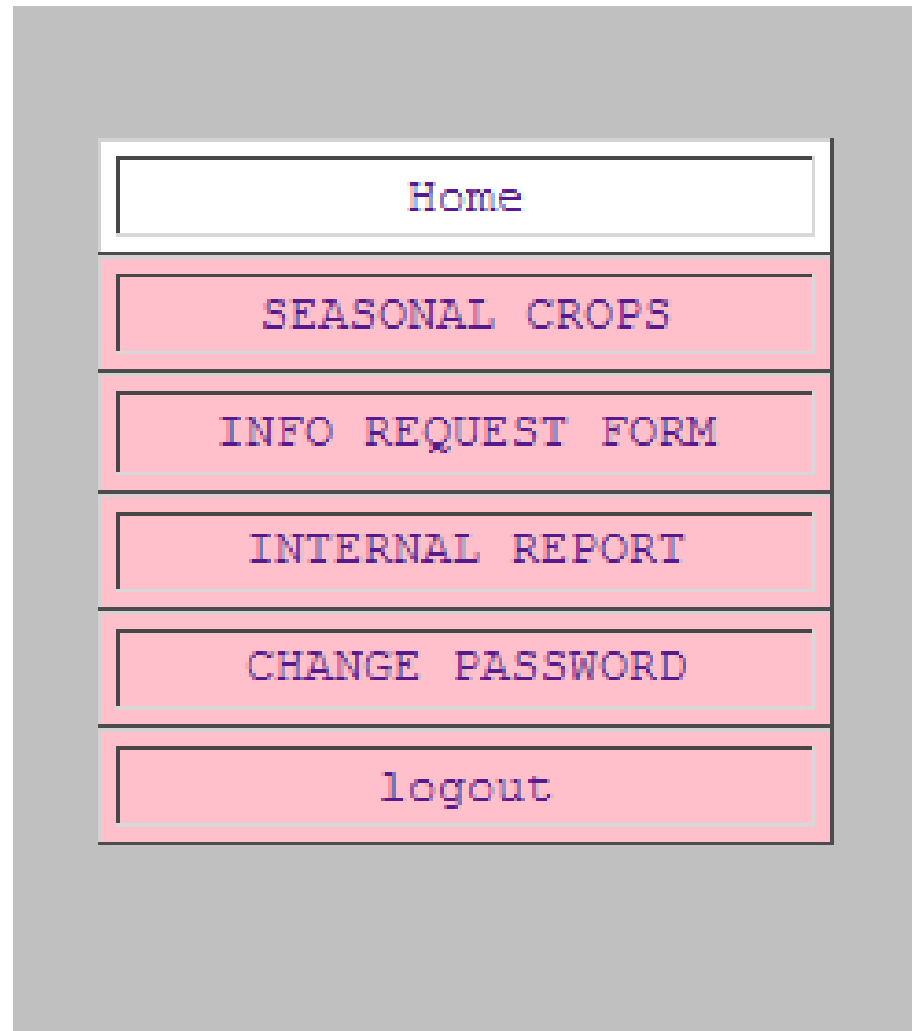 Home
SEASONAL CROPS
INFO REQUEST FORM
INTERNAL REPORT
CHANGE PASSWORD
logout